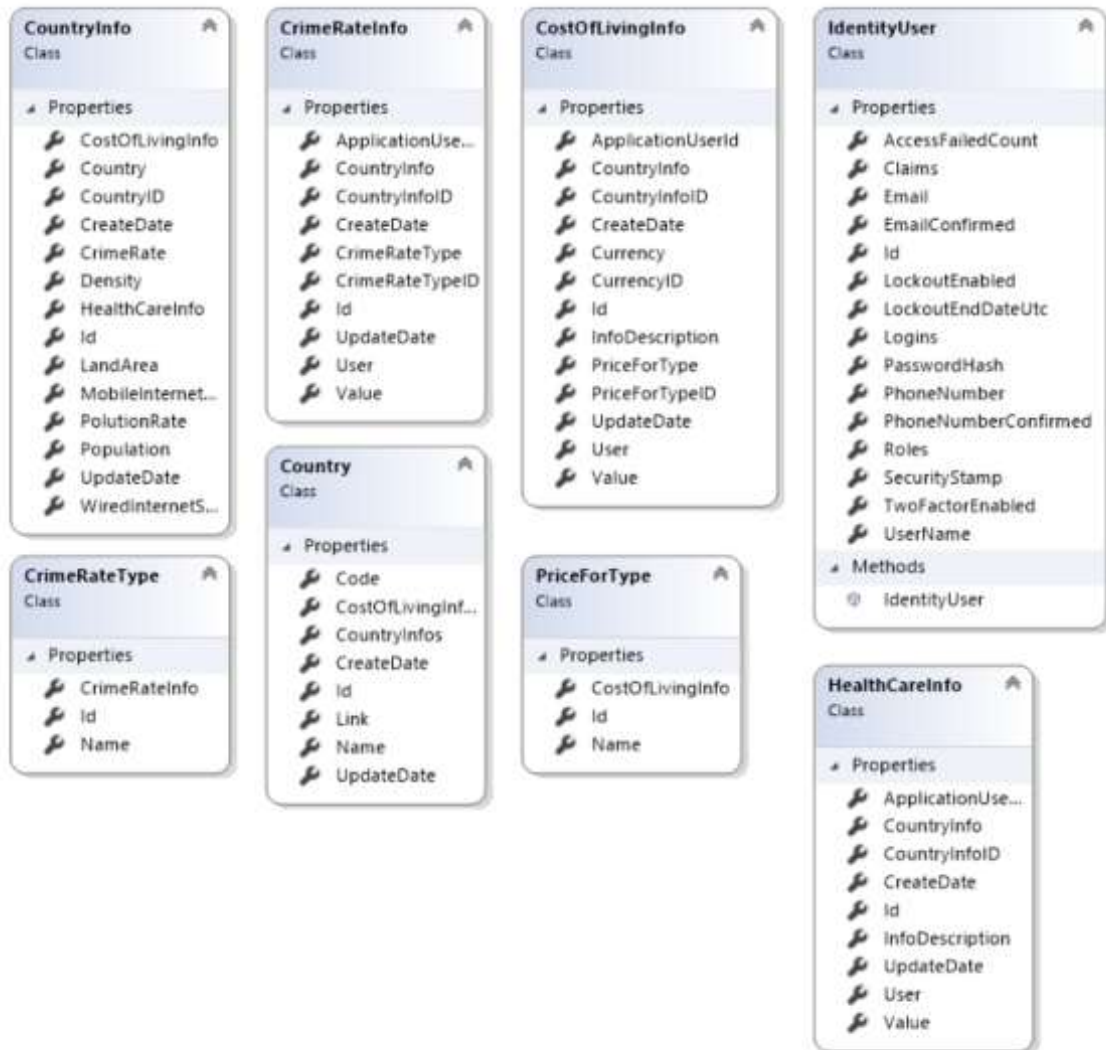 CountryInfo
Class
Properties
CostOfLivingInfo
Country
CountryID
CreateDate
CrimeRate
Density
HealthCareInfo
Id
LandArea
MobileInternet...
PolutionRate
Population
UpdateDate
WiredInternetS...
CrimeRateInfo
Class
Properties
ApplicationUse...
CountryInfo
CountryInfoID
CreateDate
CrimeRateType
CrimeRateTypeID
Id
UpdateDate
User
Value
CostOfLivingInfo
Class
Properties
ApplicationUserId
CountryInfo
CountryInfoID
CreateDate
Currency
CurrencyID
Id
InfoDescription
PriceForType
PriceForTypeID
UpdateDate
User
Value
IdentityUser
Class
Properties
AccessFailedCount
Claims
Email
EmailConfirmed
Id
LockoutEnabled
LockoutEndDateUtc
Logins
PasswordHash
PhoneNumber
PhoneNumberConfirmed
Roles
SecurityStamp
TwoFactorEnabled
UserName
Methods
IdentityUser
CrimeRateType
Class
Properties
CrimeRateInfo
Id
Name
Country
Class
Properties
Code
CostOfLivingInf...
CountryInfos
CreateDate
Id
Link
Name
UpdateDate
PriceForType
Class
Properties
CostOfLivingInfo
Id
Name
HealthCareInfo
Class
Properties
ApplicationUse...
CountryInfo
CountryInfoID
CreateDate
Id
InfoDescription
UpdateDate
User
Value